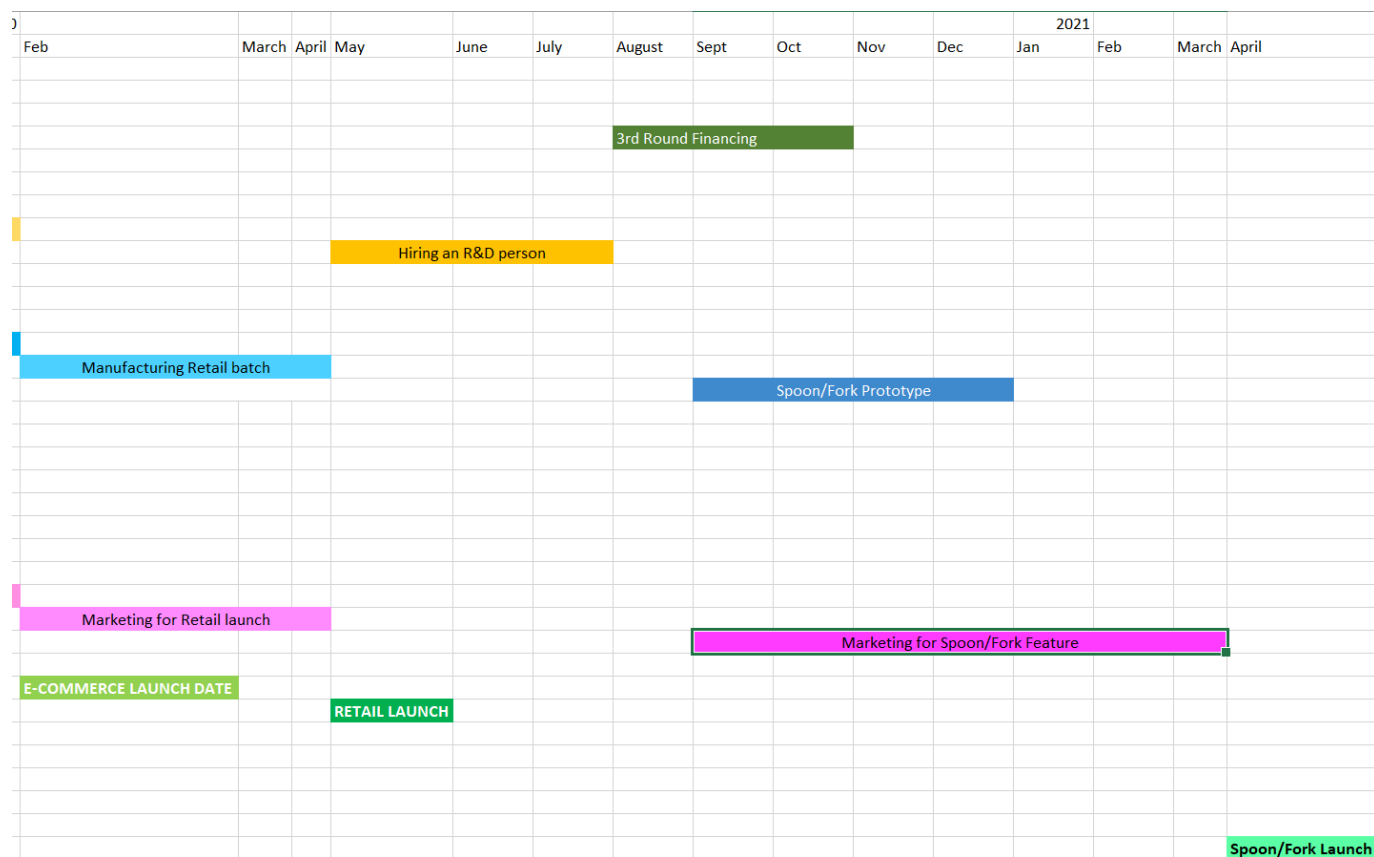 0 2021
Feb March April May June July August Sept Oct Nov Dec Jan Feb March April
3rd Round Financing
Hiring an R&D person
Manufacturing Retail batch
Spoon/Fork Prototype
Marketing for Retail launch
Marketing for Spoon/Fork Feature
E-COMMERCE LAUNCH DATE
RETAIL LAUNCH
Spoon/Fork Launch